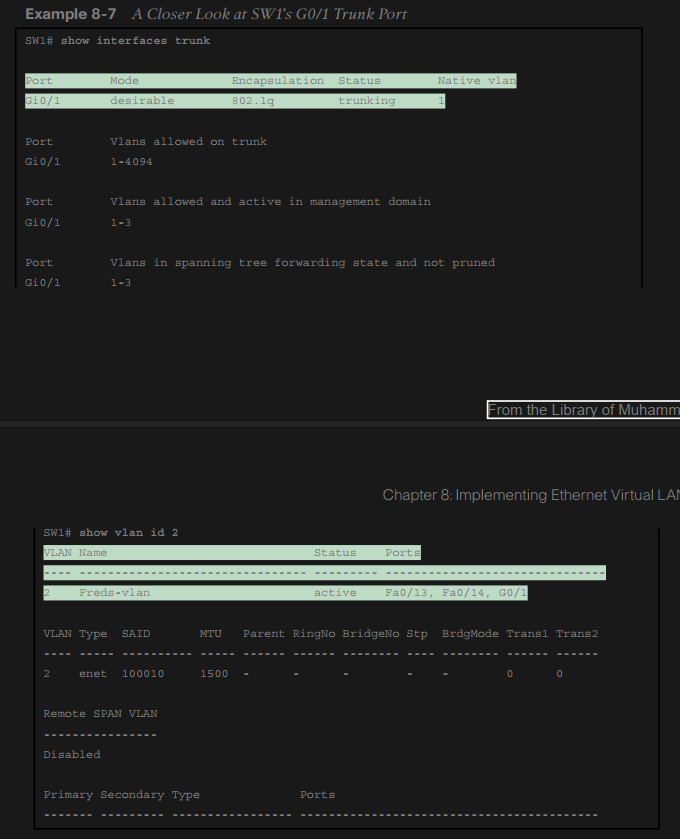 Example 8-7 A Closer Look at SW1's G0/1 Trunk Port
SW1# show interfaces trunk
Port Mode Encapsulation Status Native vlan
Gi0/1 desirable 802.1q trunking 1
Port Vlans allowed on trunk
Gi0/1 1-4094
Port Vlans allowed and active in management domain
Gi0/1 1-3
Port Vlans in spanning tree forwarding state and not pruned
Gi0/1 1-3
From the Library of Muhamm
Chapter 8: Implementing Ethernet Virtual LAN
SW1# show vlan id 2
VLAN Name Status Ports
---- -------------------------------- --------- -------------------------------
2 Freds-vlan active Fa0/13, Fa0/14, G0/1
VLAN Type SAID MTU Parent RingNo BridgeNo Stp BrdgMode Trans1 Trans2
---- ----- ---------- ----- ------ ------ -------- ---- -------- ------ ------
2 enet 100010 1500 - - - - - 0 0
Remote SPAN VLAN
----------------
Disabled
Primary Secondary Type Ports
------- --------- ----------------- ------------------------------------------